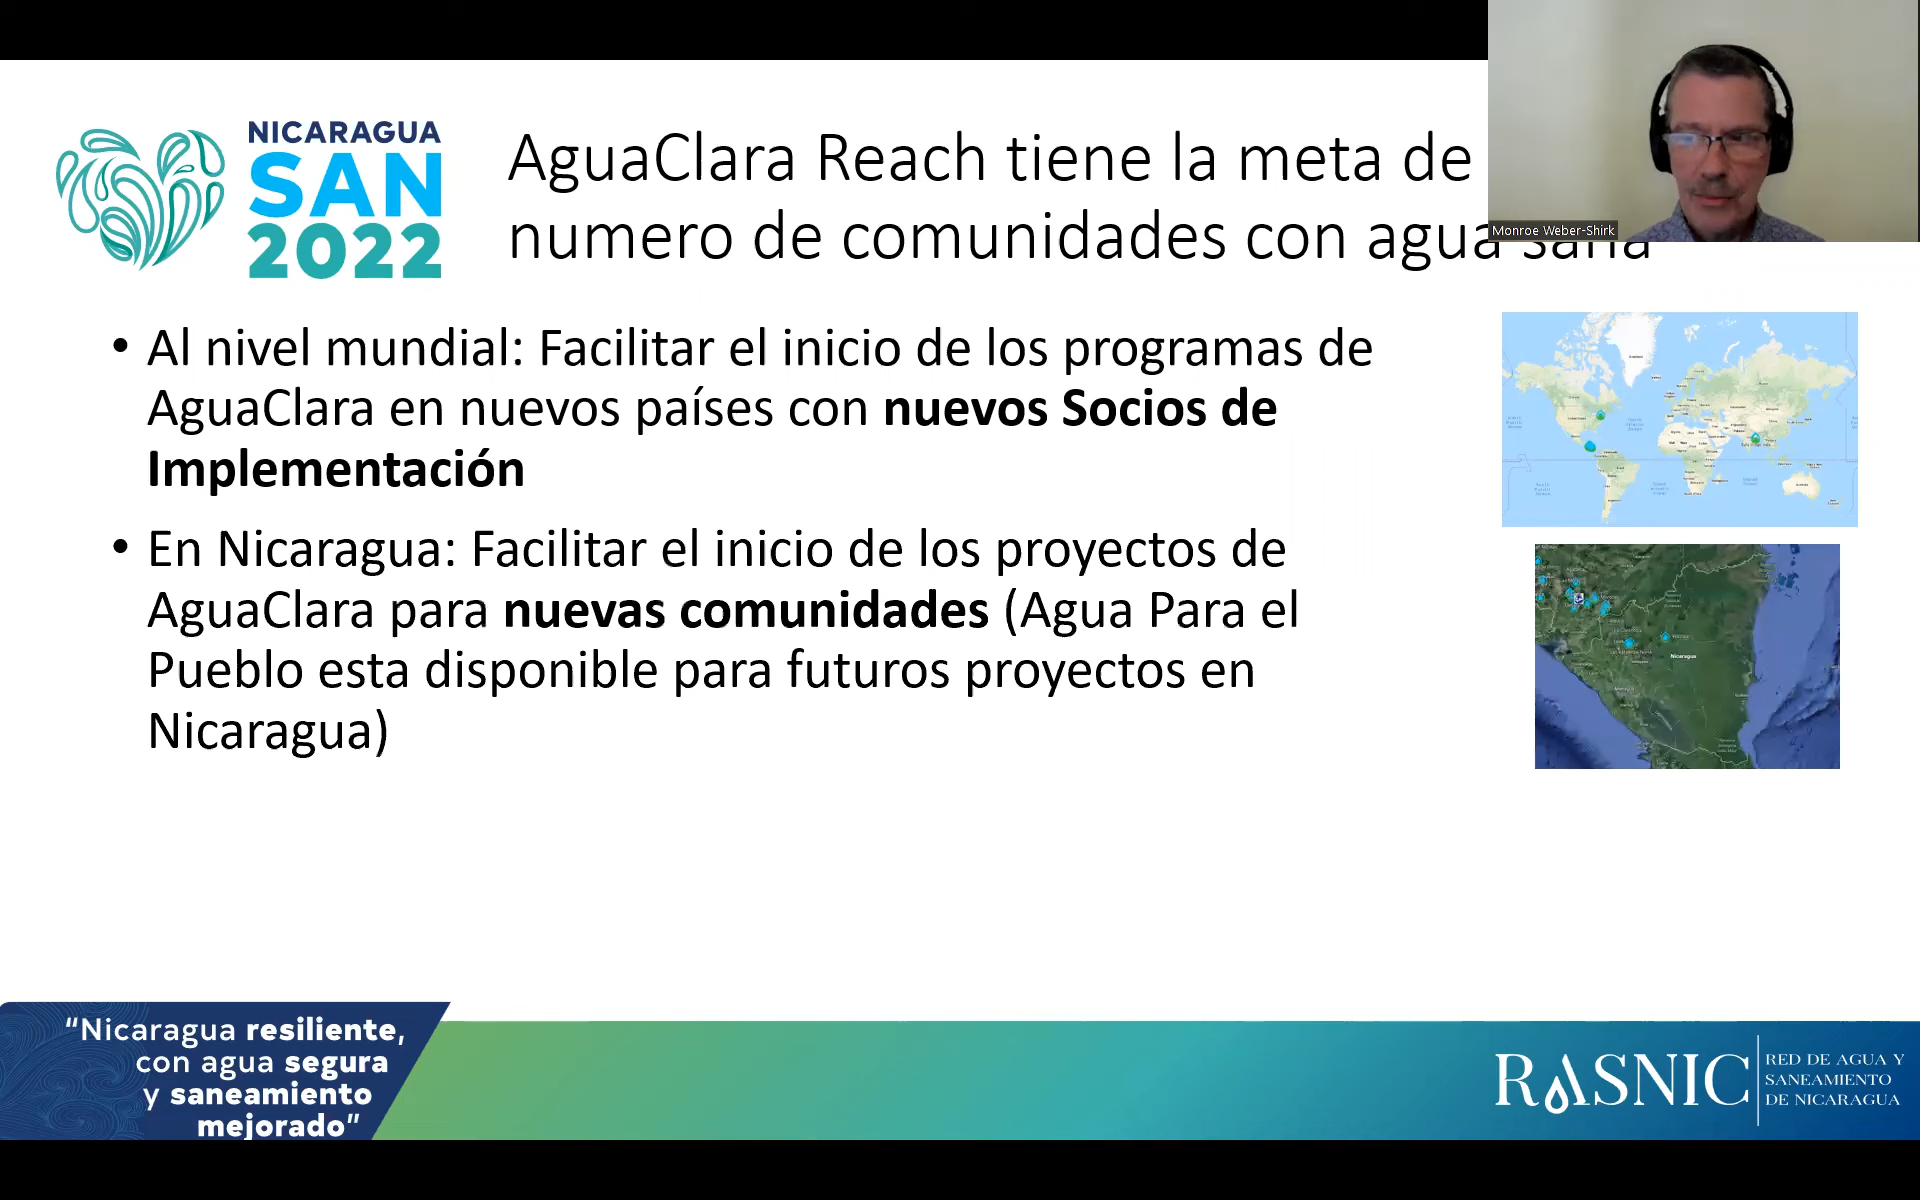 NICARAGUA
SAN
2022
AguaClara Reach tiene la meta de
numero de comunidades con agua sana
Monroe Weber-Shirk
• Al nivel mundial: Facilitar el inicio de los programas de
AguaClara en nuevos países con nuevos Socios de
Implementación
• En Nicaragua: Facilitar el inicio de los proyectos de
AguaClara para nuevas comunidades (Agua Para el
Pueblo esta disponible para futuros proyectos en
Nicaragua)
Nicaragua
“Nicaragua resiliente,
con agua segura
y saneamiento
mejorado”
RASNIC
RED DE AGUA Y
SANEAMIENTO
DE NICARAGUA